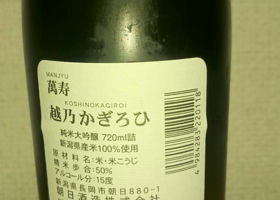 MANJYU
萬寿
KOSHINOKAGIROI
越乃かぎろひ
純米大吟醸 720ml詰
新潟県産米100%使用
原材料名：米・米こうじ
精米歩合：50%
アルコール分：15度
新潟県長岡市朝日880-1
朝日酒造株式会社
4 984283 220118